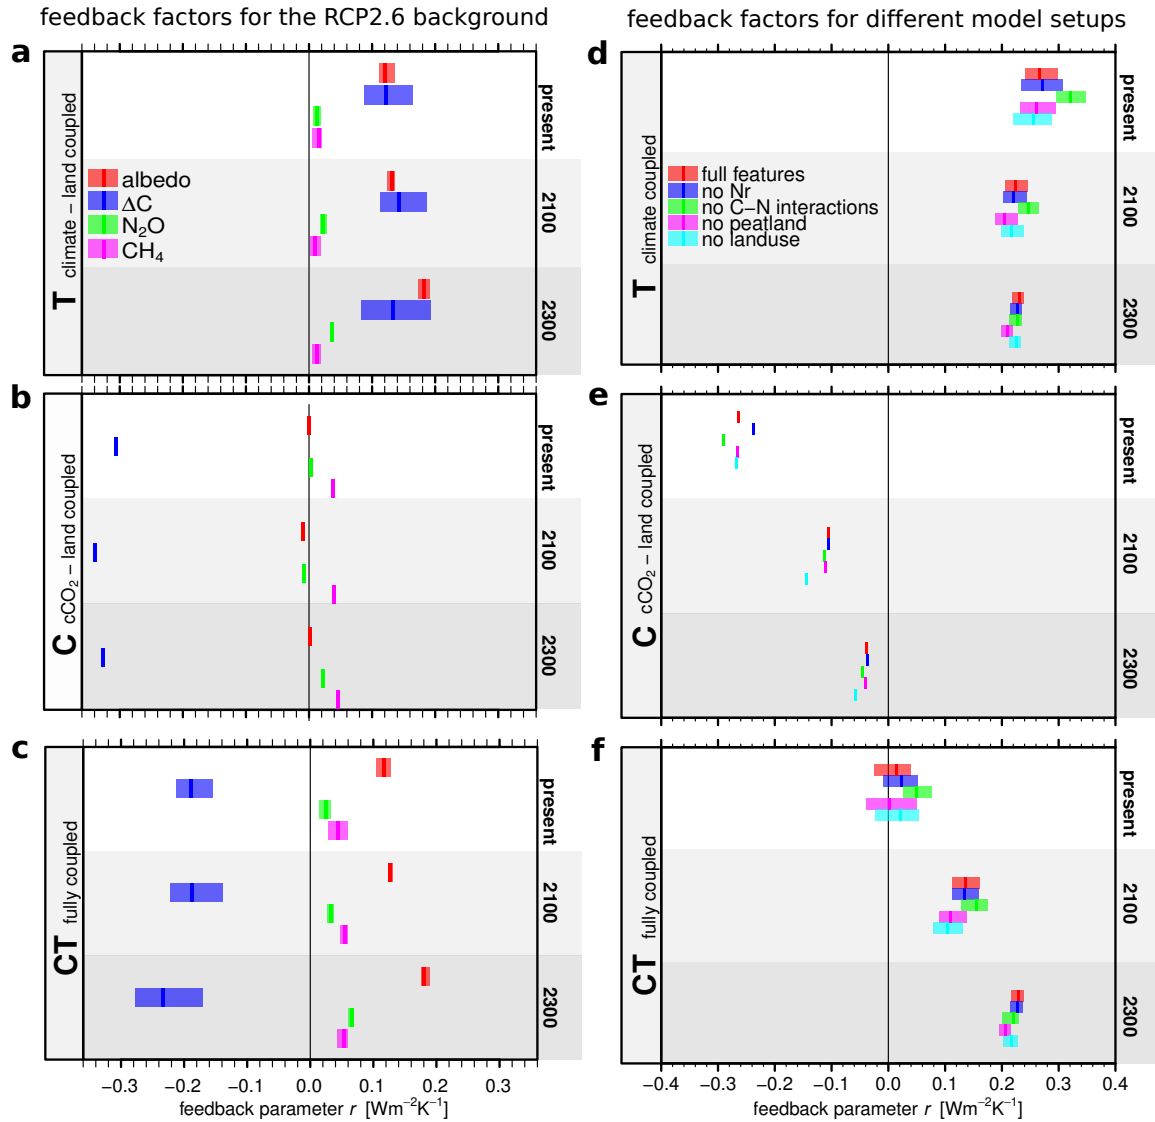 feedback factors for the RCP2.6 background
feedback factors for different model setups
a
T climate – land coupled
albedo
ΔC
N₂O
CH₄
present
2100
2300
b
C cCO₂ – land coupled
present
2100
2300
c
CT fully coupled
present
2100
2300
−0.3 −0.2 −0.1 0.0 0.1 0.2 0.3
feedback parameter r [Wm⁻²K⁻¹]
d
T climate coupled
full features
no Nr
no C−N interactions
no peatland
no landuse
present
2100
2300
e
C cCO₂ – land coupled
present
2100
2300
f
CT fully coupled
present
2100
2300
−0.4 −0.3 −0.2 −0.1 0.0 0.1 0.2 0.3 0.4
feedback parameter r [Wm⁻²K⁻¹]